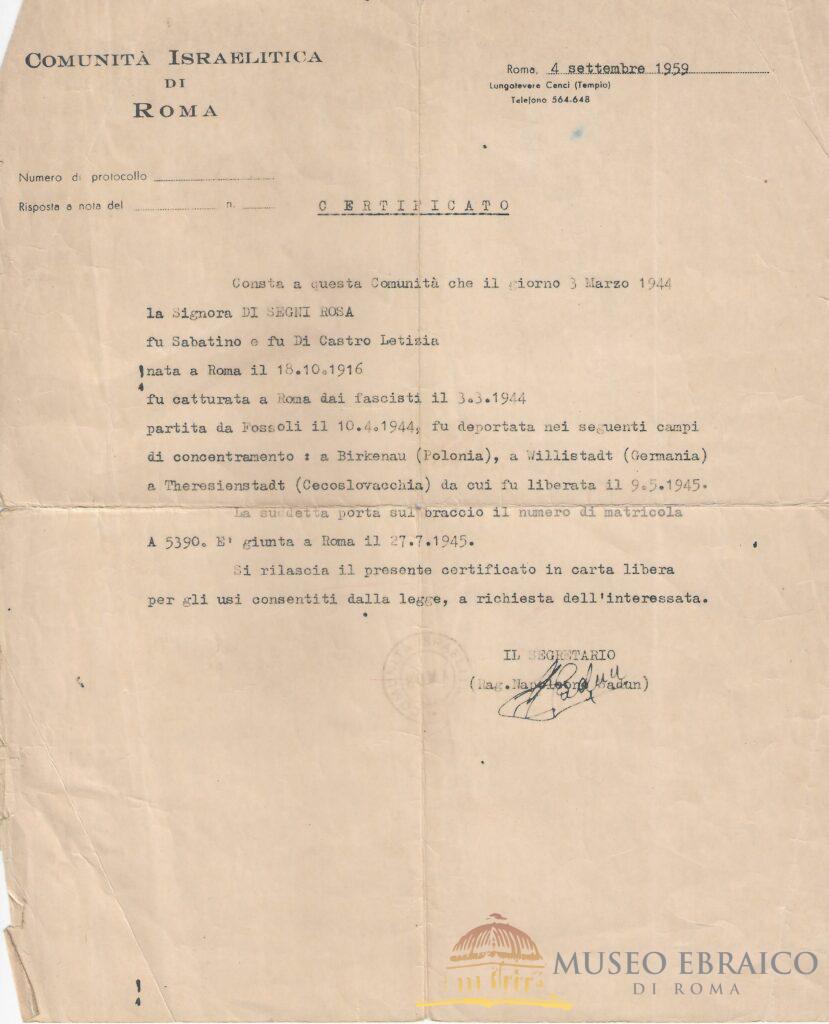 COMUNITÀ ISRAELITICA
DI
ROMA
Roma, 4 settembre 1959
Lungotevere Cenci (Tempio)
Telefono 564-648
Numero di protocollo
Risposta a nota del n.
CERTIFICATO
Consta a questa Comunità che il giorno 3 Marzo 1944
la Signora DI SEGNI ROSA
fu Sabatino e fu Di Castro Letizia
nata a Roma il 18.10.1916
fu catturata a Roma dai fascisti il 3.3.1944
partita da Fossoli il 10.4.1944, fu deportata nei seguenti campi
di concentramento : a Birkenau (Polonia), a Willistadt (Germania)
a Theresienstadt (Cecoslovacchia) da cui fu liberata il 9.5.1945.
La suddetta porta sul braccio il numero di matricola
A 5390. E' giunta a Roma il 27.7.1945.
Si rilascia il presente certificato in carta libera
per gli usi consentiti dalla legge, a richiesta dell'interessata.
IL SEGRETARIO
(Rag. Napoleone Sadun)
MUSEO EBRAICO
DI ROMA